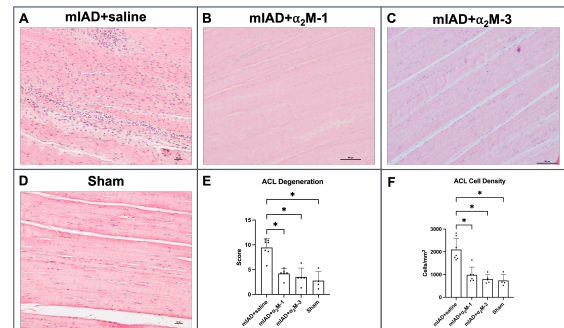 A mIAD+saline
B mIAD+α₂M-1
C mIAD+α₂M-3
D Sham
E ACL Degeneration
*
*
*
Score
15
10
5
0
mIAD+saline
mIAD+α₂M-1
mIAD+α₂M-3
Sham
F ACL Cell Density
*
*
*
Cells/mm²
3000
2000
1000
0
mIAD+saline
mIAD+α₂M-1
mIAD+α₂M-3
Sham